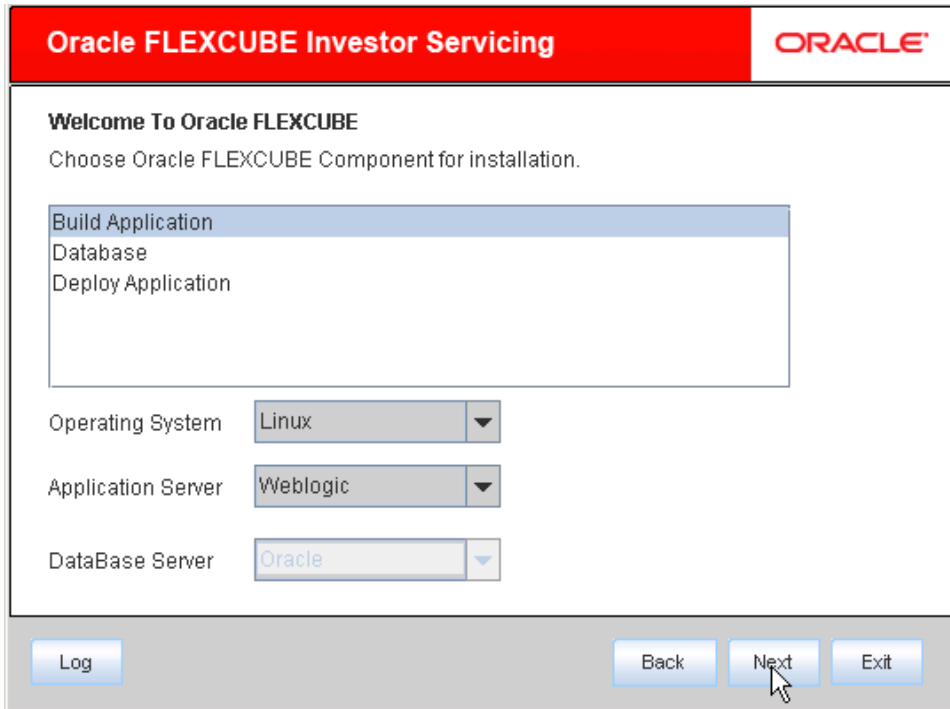 Oracle FLEXCUBE Investor Servicing
ORACLE
Welcome To Oracle FLEXCUBE
Choose Oracle FLEXCUBE Component for installation.
Build Application
Database
Deploy Application
Operating System Linux
Application Server Weblogic
DataBase Server Oracle
Log Back Next Exit